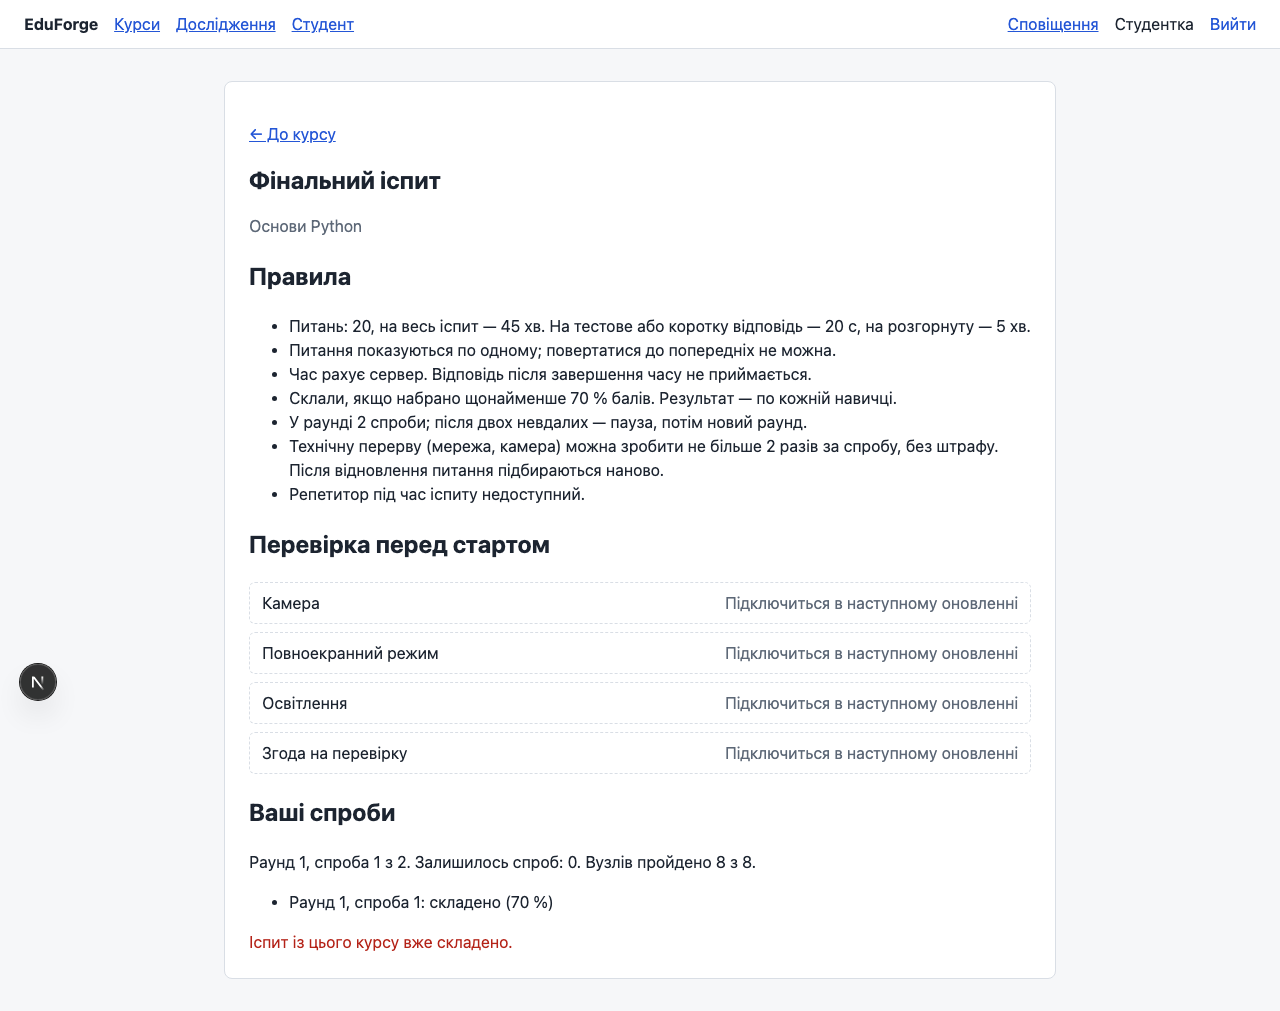 EduForge Курси Дослідження Студент Сповіщення Студентка Вийти
← До курсу
Фінальний іспит
Основи Python
Правила
• Питань: 20, на весь іспит — 45 хв. На тестове або коротку відповідь — 20 с, на розгорнуту — 5 хв.
• Питання показуються по одному; повертатися до попередніх не можна.
• Час рахує сервер. Відповідь після завершення часу не приймається.
• Склали, якщо набрано щонайменше 70 % балів. Результат — по кожній навичці.
• У раунді 2 спроби; після двох невдалих — пауза, потім новий раунд.
• Технічну перерву (мережа, камера) можна зробити не більше 2 разів за спробу, без штрафу.
Після відновлення питання підбираються наново.
• Репетитор під час іспиту недоступний.
Перевірка перед стартом
Камера Підключиться в наступному оновленні
Повноекранний режим Підключиться в наступному оновленні
Освітлення Підключиться в наступному оновленні
Згода на перевірку Підключиться в наступному оновленні
Ваші спроби
Раунд 1, спроба 1 з 2. Залишилось спроб: 0. Вузлів пройдено 8 з 8.
• Раунд 1, спроба 1: складено (70 %)
Іспит із цього курсу вже складено.
N